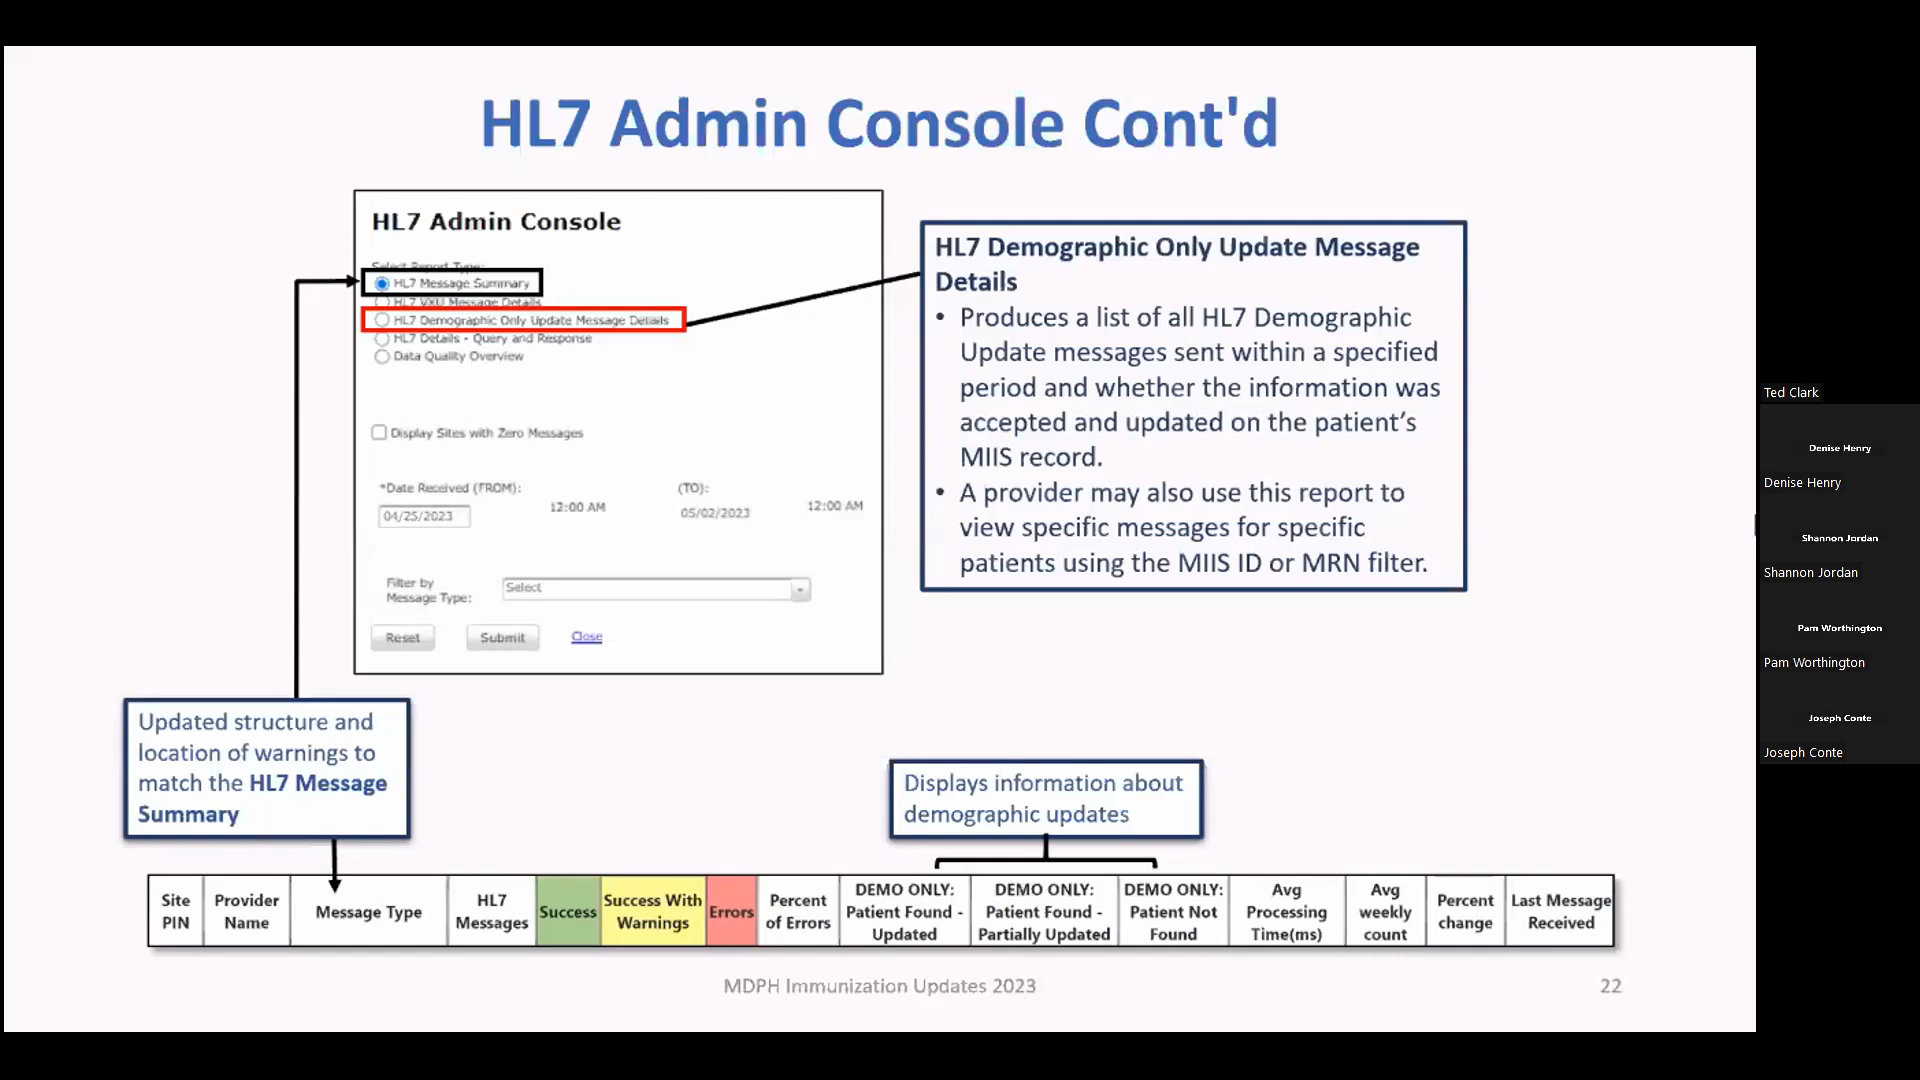 HL7 Admin Console Cont'd
HL7 Admin Console
Select Report Type:
HL7 Message Summary
HL7 VXU Message Details
HL7 Demographic Only Update Message Details
HL7 Details - Query and Response
Data Quality Overview
Display Sites with Zero Messages
*Date Received (FROM):
04/25/2023
12:00 AM
(TO):
05/02/2023
12:00 AM
Filter by
Message Type:
Select
Reset
Submit
Close
HL7 Demographic Only Update Message
Details
• Produces a list of all HL7 Demographic
Update messages sent within a specified
period and whether the information was
accepted and updated on the patient’s
MIIS record.
• A provider may also use this report to
view specific messages for specific
patients using the MIIS ID or MRN filter.
Updated structure and
location of warnings to
match the HL7 Message
Summary
Displays information about
demographic updates
Site
PIN
Provider
Name
Message Type
HL7
Messages
Success
Success With
Warnings
Errors
Percent
of Errors
DEMO ONLY:
Patient Found -
Updated
DEMO ONLY:
Patient Found -
Partially Updated
DEMO ONLY:
Patient Not
Found
Avg
Processing
Time(ms)
Avg
weekly
count
Percent
change
Last Message
Received
MDPH Immunization Updates 2023
22
Ted Clark
Denise Henry
Denise Henry
Shannon Jordan
Shannon Jordan
Pam Worthington
Pam Worthington
Joseph Conte
Joseph Conte